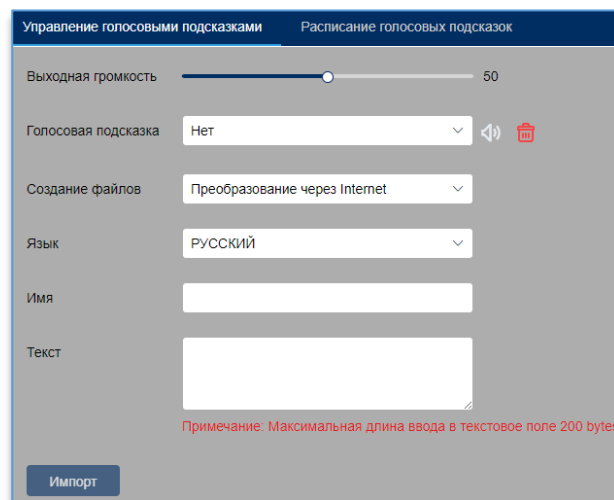 Управление голосовыми подсказками Расписание голосовых подсказок
Выходная громкость 50
Голосовая подсказка Нет
Создание файлов Преобразование через Internet
Язык РУССКИЙ
Имя
Текст
Примечание: Максимальная длина ввода в текстовое поле 200 bytes
Импорт